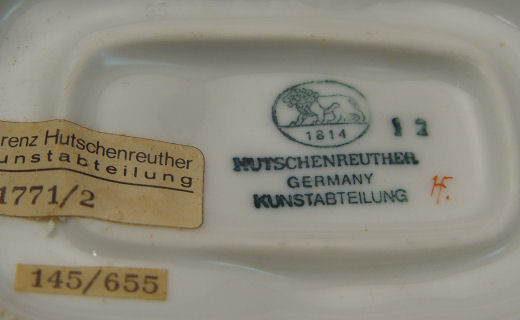 renz Hutschenreuther
unstabteilung
1771/2
145/655
1814
HUTSCHENREUTHER
GERMANY
KUNSTABTEILUNG
H.